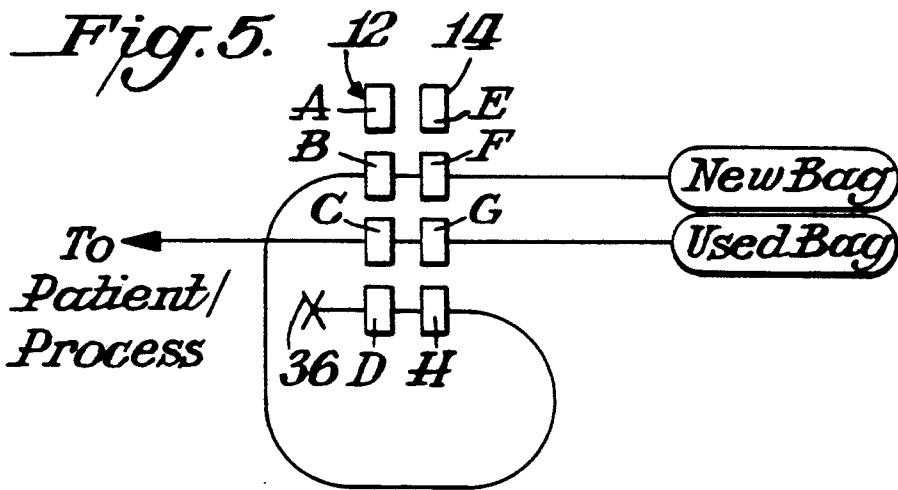 Fig. 5.
12 14
A E
B F
New Bag
C G
Used Bag
To
Patient/
Process
36 D H